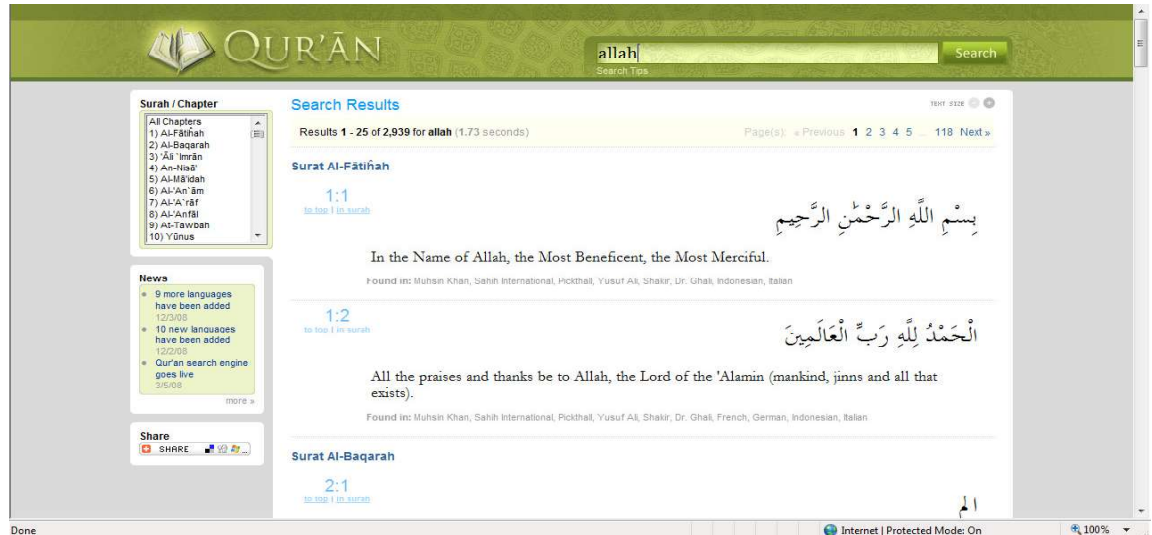 QUR'ĀN
allah
Search
Search Tips
Surah / Chapter
All Chapters
1) Al-Fātiĥah
2) Al-Baqarah
3) 'Āli `Imrān
4) An-Nisā'
5) Al-Mā'idah
6) Al-'An`ām
7) Al-'A`rāf
8) Al-'Anfāl
9) At-Tawbah
10) Yūnus
News
9 more languages
have been added
12/3/08
10 new languages
have been added
12/2/08
Qur'an search engine
goes live
3/5/08
more »
Share
SHARE
Search Results
TEXT SIZE
Results 1 - 25 of 2,939 for allah (1.73 seconds)
Page(s): « Previous 1 2 3 4 5 ... 118 Next »
Surat Al-Fātiĥah
1:1
to top | in surah
بِسْمِ اللَّهِ الرَّحْمَٰنِ الرَّحِيمِ
In the Name of Allah, the Most Beneficent, the Most Merciful.
Found in: Muhsin Khan, Sahih International, Pickthall, Yusuf Ali, Shakir, Dr. Ghali, Indonesian, Italian
1:2
to top | in surah
الْحَمْدُ لِلَّهِ رَبِّ الْعَالَمِينَ
All the praises and thanks be to Allah, the Lord of the 'Alamin (mankind, jinns and all that
exists).
Found in: Muhsin Khan, Sahih International, Pickthall, Yusuf Ali, Shakir, Dr. Ghali, French, German, Indonesian, Italian
Surat Al-Baqarah
2:1
to top | in surah
الم
Done
Internet | Protected Mode: On
100%